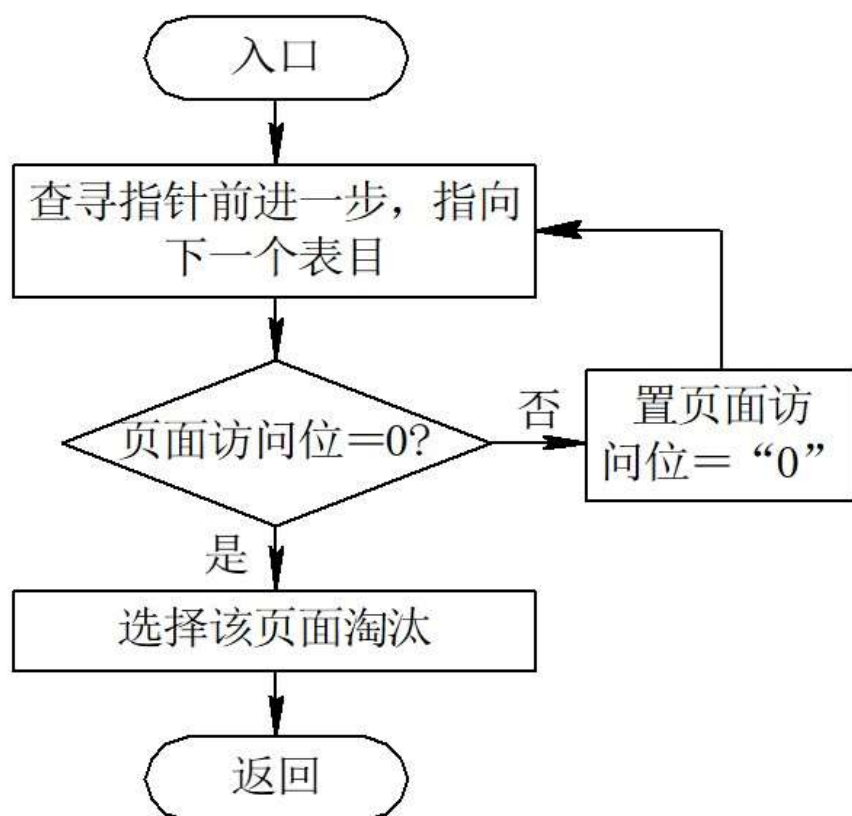 入口
查寻指针前进一步，指向
下一个表目
页面访问位＝0?
否
置页面访
问位＝“0”
是
选择该页面淘汰
返回